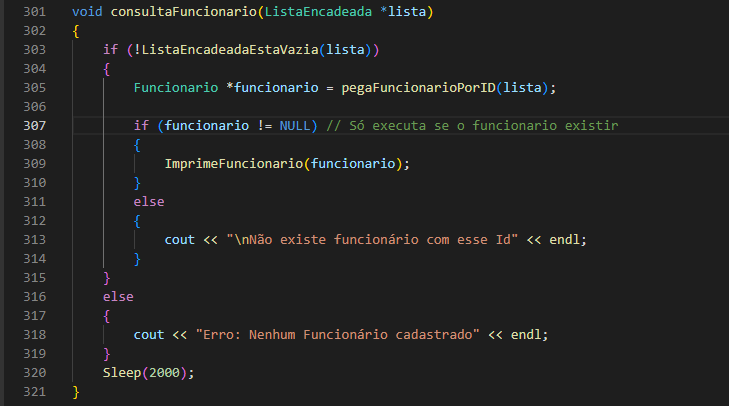 301 void consultaFuncionario(ListaEncadeada *lista)
302 {
303     if (!ListaEncadeadaEstaVazia(lista))
304     {
305         Funcionario *funcionario = pegaFuncionarioPorID(lista);
306
307         if (funcionario != NULL) // Só executa se o funcionario existir
308         {
309             ImprimeFuncionario(funcionario);
310         }
311         else
312         {
313             cout << "\nNão existe funcionário com esse Id" << endl;
314         }
315     }
316     else
317     {
318         cout << "Erro: Nenhum Funcionário cadastrado" << endl;
319     }
320     Sleep(2000);
321 }